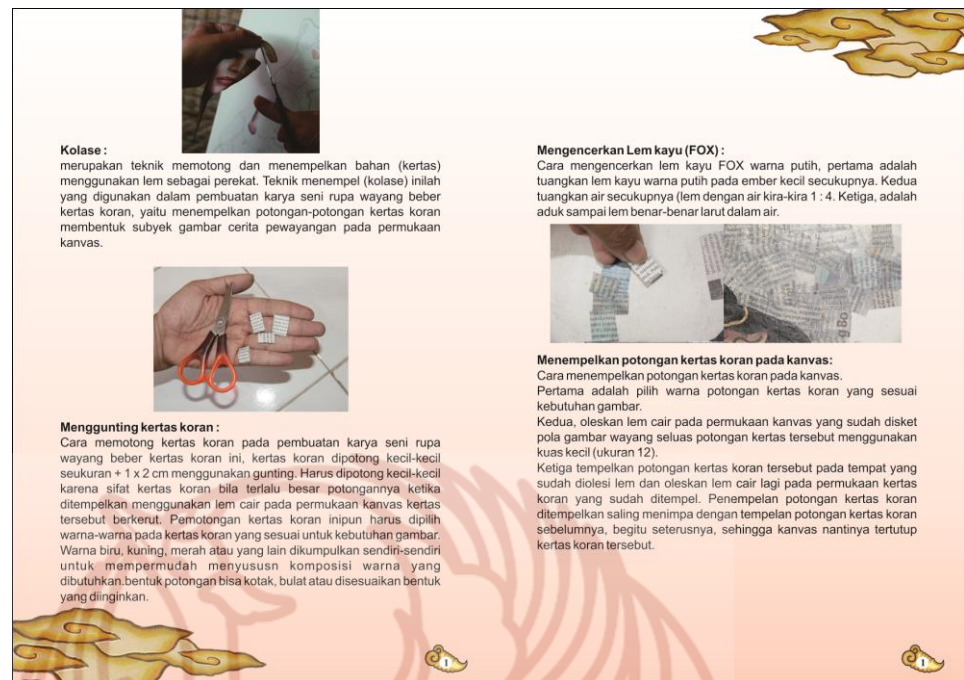 Kolase :
merupakan teknik memotong dan menempelkan bahan (kertas)
menggunakan lem sebagai perekat. Teknik menempel (kolase) inilah
yang digunakan dalam pembuatan karya seni rupa wayang beber
kertas koran, yaitu menempelkan potongan-potongan kertas koran
membentuk subyek gambar cerita pewayangan pada permukaan
kanvas.
Menggunting kertas koran :
Cara memotong kertas koran pada pembuatan karya seni rupa
wayang beber kertas koran ini, kertas koran dipotong kecil-kecil
seukuran + 1 x 2 cm menggunakan gunting. Harus dipotong kecil-kecil
karena sifat kertas koran bila terlalu besar potongannya ketika
ditempelkan menggunakan lem cair pada permukaan kanvas kertas
tersebut berkerut. Pemotongan kertas koran inipun harus dipilih
warna-warna pada kertas koran yang sesuai untuk kebutuhan gambar.
Warna biru, kuning, merah atau yang lain dikumpulkan sendiri-sendiri
untuk mempermudah menyususn komposisi warna yang
dibutuhkan.bentuk potongan bisa kotak, bulat atau disesuaikan bentuk
yang diinginkan.
1
Mengencerkan Lem kayu (FOX) :
Cara mengencerkan lem kayu FOX warna putih, pertama adalah
tuangkan lem kayu warna putih pada ember kecil secukupnya. Kedua
tuangkan air secukupnya (lem dengan air kira-kira 1 : 4. Ketiga, adalah
aduk sampai lem benar-benar larut dalam air.
g Bo
Menempelkan potongan kertas koran pada kanvas:
Cara menempelkan potongan kertas koran pada kanvas.
Pertama adalah pilih warna potongan kertas koran yang sesuai
kebutuhan gambar.
Kedua, oleskan lem cair pada permukaan kanvas yang sudah disket
pola gambar wayang seluas potongan kertas tersebut menggunakan
kuas kecil (ukuran 12).
Ketiga tempelkan potongan kertas koran tersebut pada tempat yang
sudah diolesi lem dan oleskan lem cair lagi pada permukaan kertas
koran yang sudah ditempel. Penempelan potongan kertas koran
ditempelkan saling menimpa dengan tempelan potongan kertas koran
sebelumnya, begitu seterusnya, sehingga kanvas nantinya tertutup
kertas koran tersebut.
1